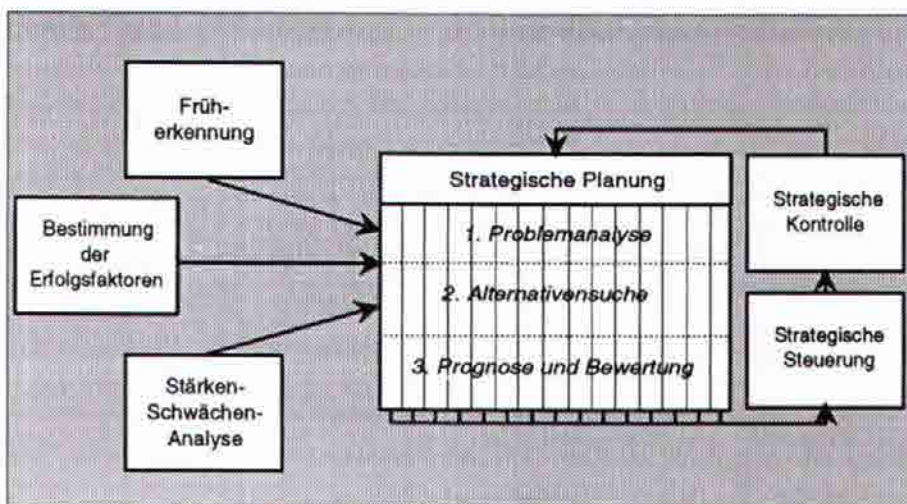 Früh-
erkennung
Bestimmung
der
Erfolgsfaktoren
Stärken-
Schwächen-
Analyse
Strategische Planung
1. Problemanalyse
2. Alternativensuche
3. Prognose und Bewertung
Strategische
Kontrolle
Strategische
Steuerung